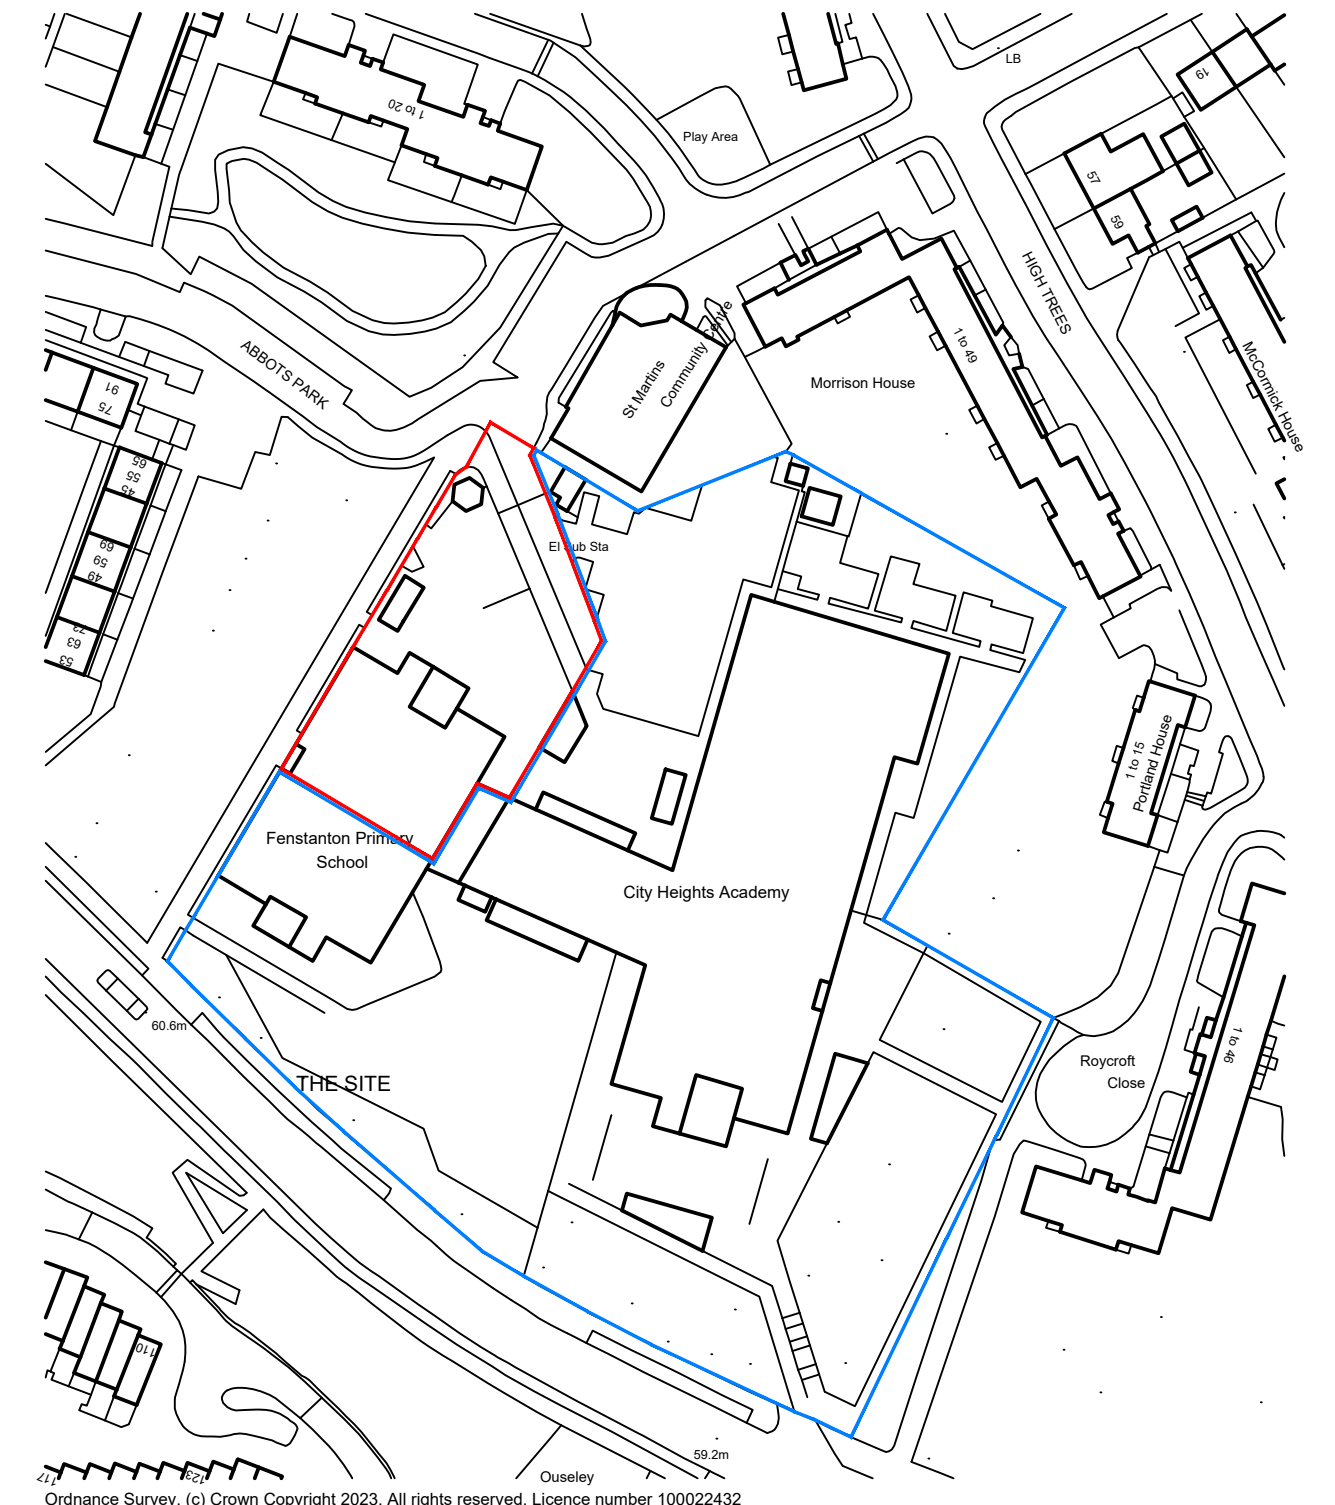 LB
19
1 to 20
Play Area
57
59
HIGH TREES
McCormick House
ABBOTS PARK
St Martins
Community Centre
1 to 49
Morrison House
91
75
65
55
45
69
59
49
73
63
53
El Sub Sta
1 to 15
Portland House
Fenstanton Primary
School
City Heights Academy
60.6m
THE SITE
Roycroft
Close
1 to 46
110
59.2m
117
123
Ouseley
Ordnance Survey, (c) Crown Copyright 2023. All rights reserved. Licence number 100022432